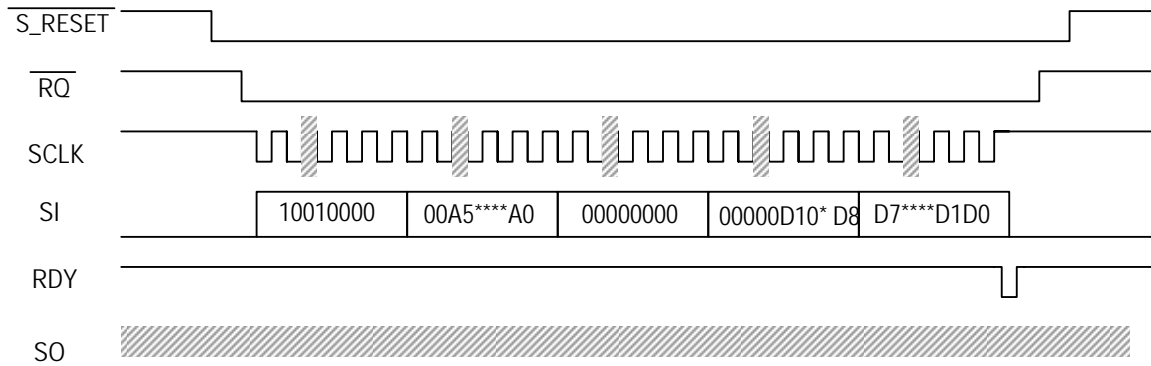 S_RESET
RQ
SCLK
SI
10010000 00A5****A0 00000000 00000D10* D8 D7****D1D0
RDY
SO